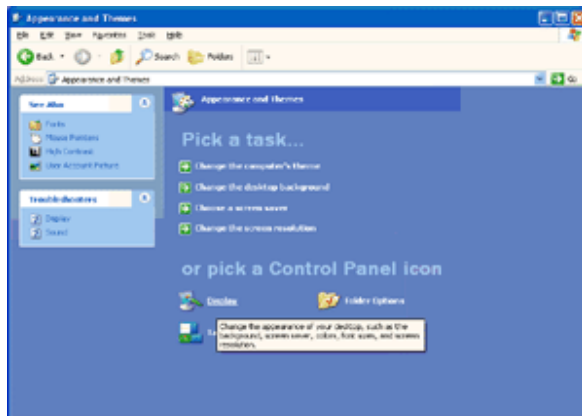 Appearance and Themes
File Edit View Favorites Tools Help
Back Search Folders
Address Appearance and Themes Go
See Also
Fonts
Mouse Pointers
High Contrast
User Account Picture
Troubleshooters
Display
Sound
Appearance and Themes
Pick a task...
Change the computer's theme
Change the desktop background
Choose a screen saver
Change the screen resolution
or pick a Control Panel icon
Display Folder Options
Change the appearance of your desktop, such as the
background, screen saver, colors, font sizes, and screen
resolution.